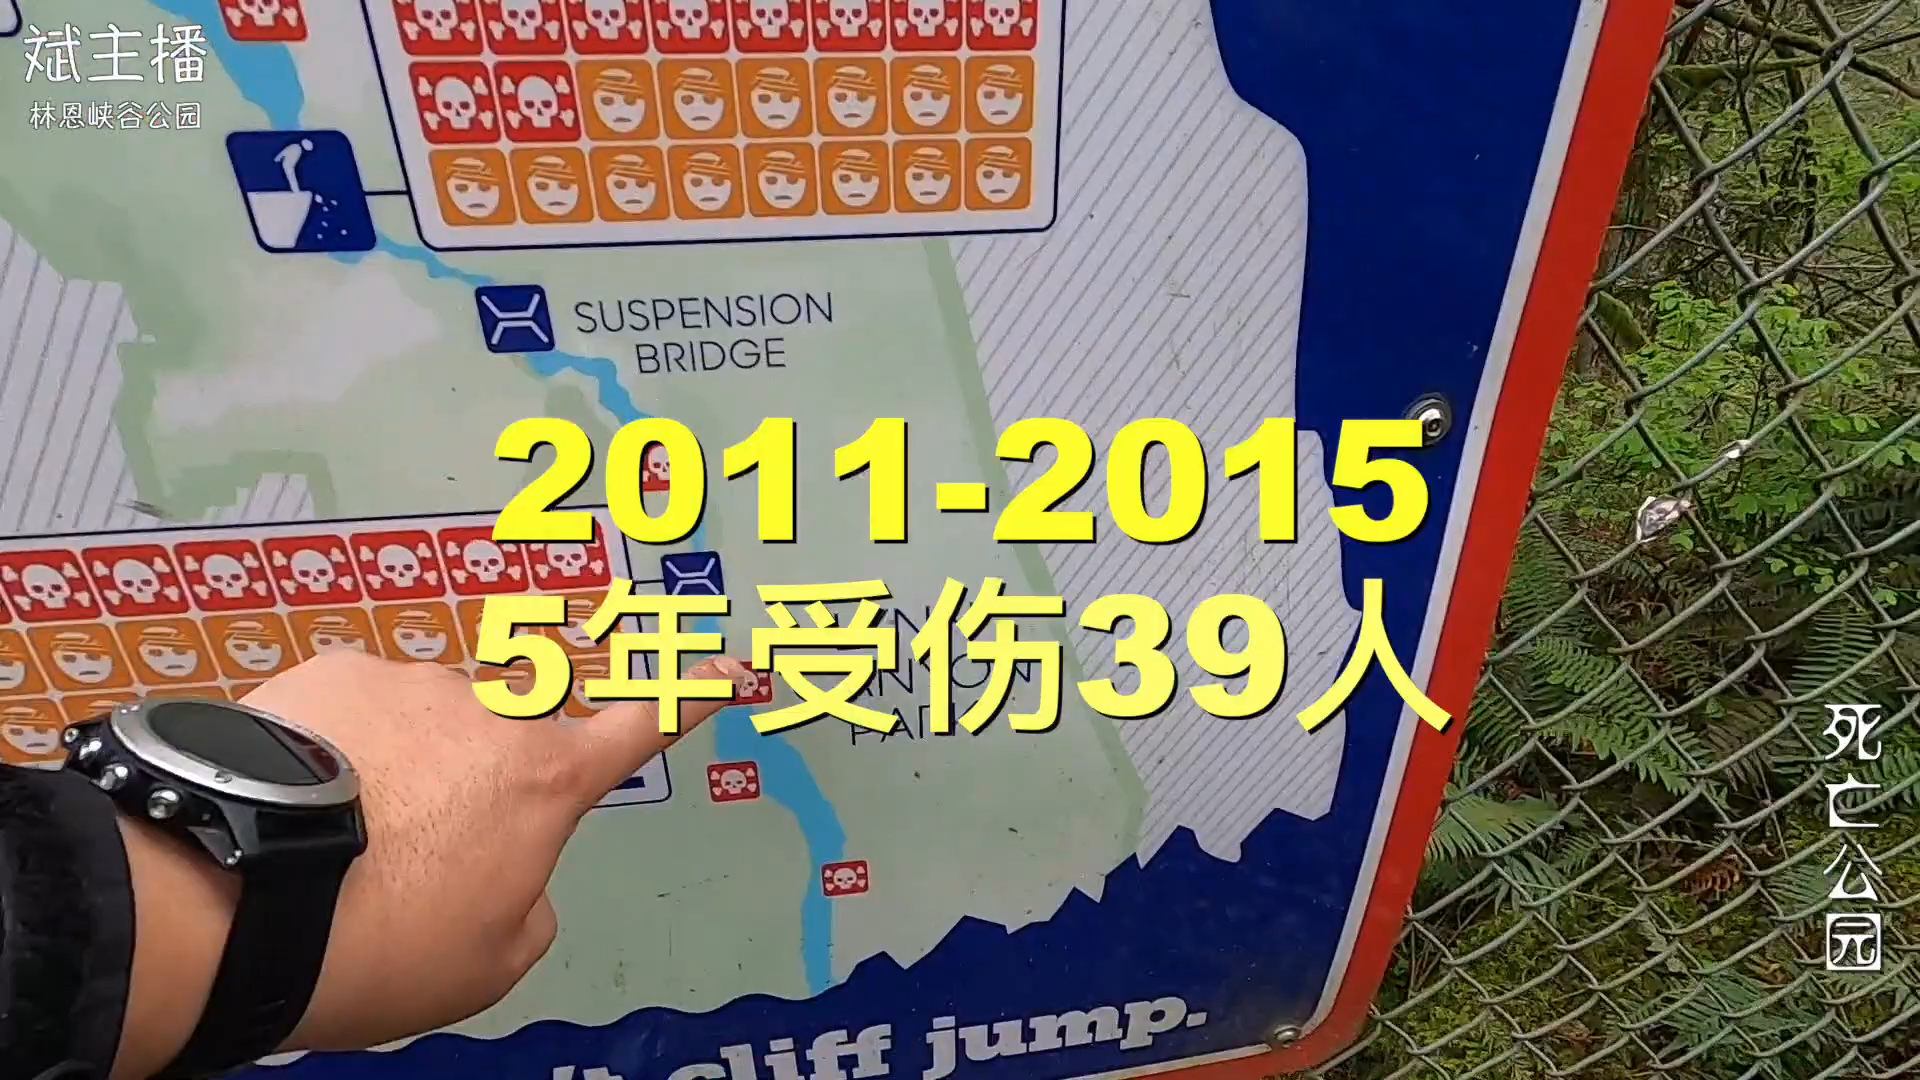 斌主播
林恩峡谷公园
SUSPENSION
BRIDGE
2011-2015
5年受伤39人
cliff jump.
死亡公园